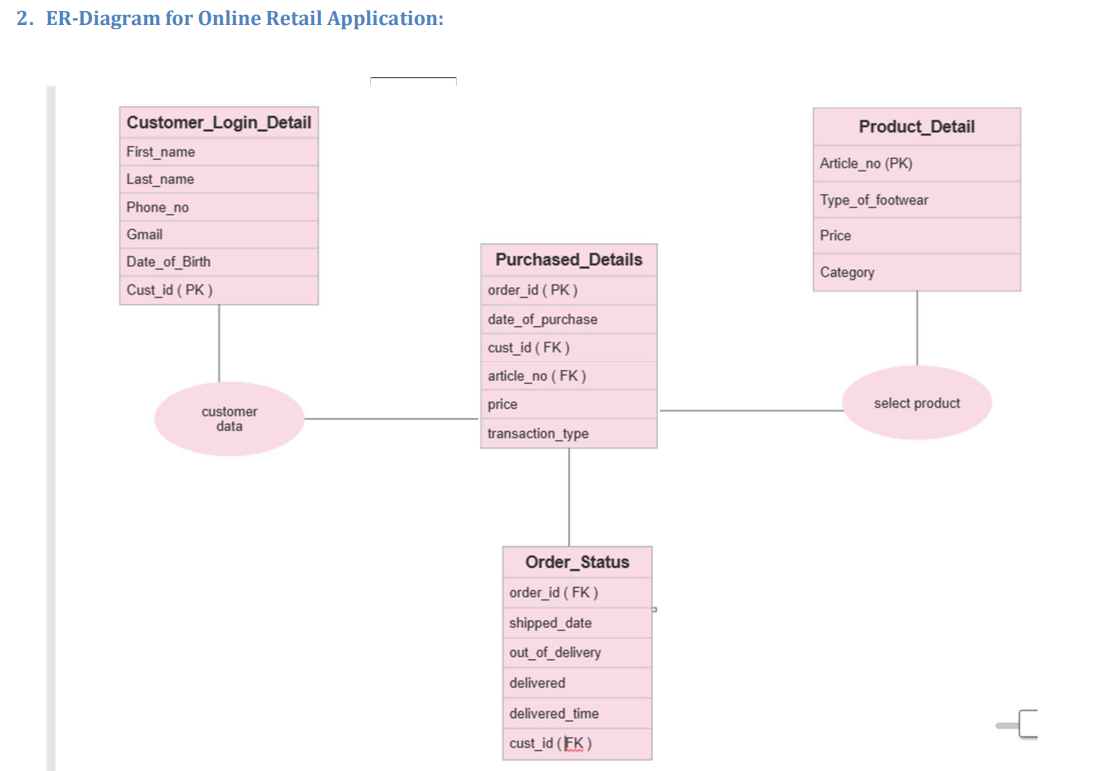 2. ER-Diagram for Online Retail Application:
Customer_Login_Detail
First_name
Last_name
Phone_no
Gmail
Date_of_Birth
Cust_id ( PK )
Product_Detail
Article_no (PK)
Type_of_footwear
Price
Category
Purchased_Details
order_id ( PK )
date_of_purchase
cust_id ( FK )
article_no ( FK )
price
transaction_type
customer
data
select product
Order_Status
order_id ( FK )
shipped_date
out_of_delivery
delivered
delivered_time
cust_id ( FK )